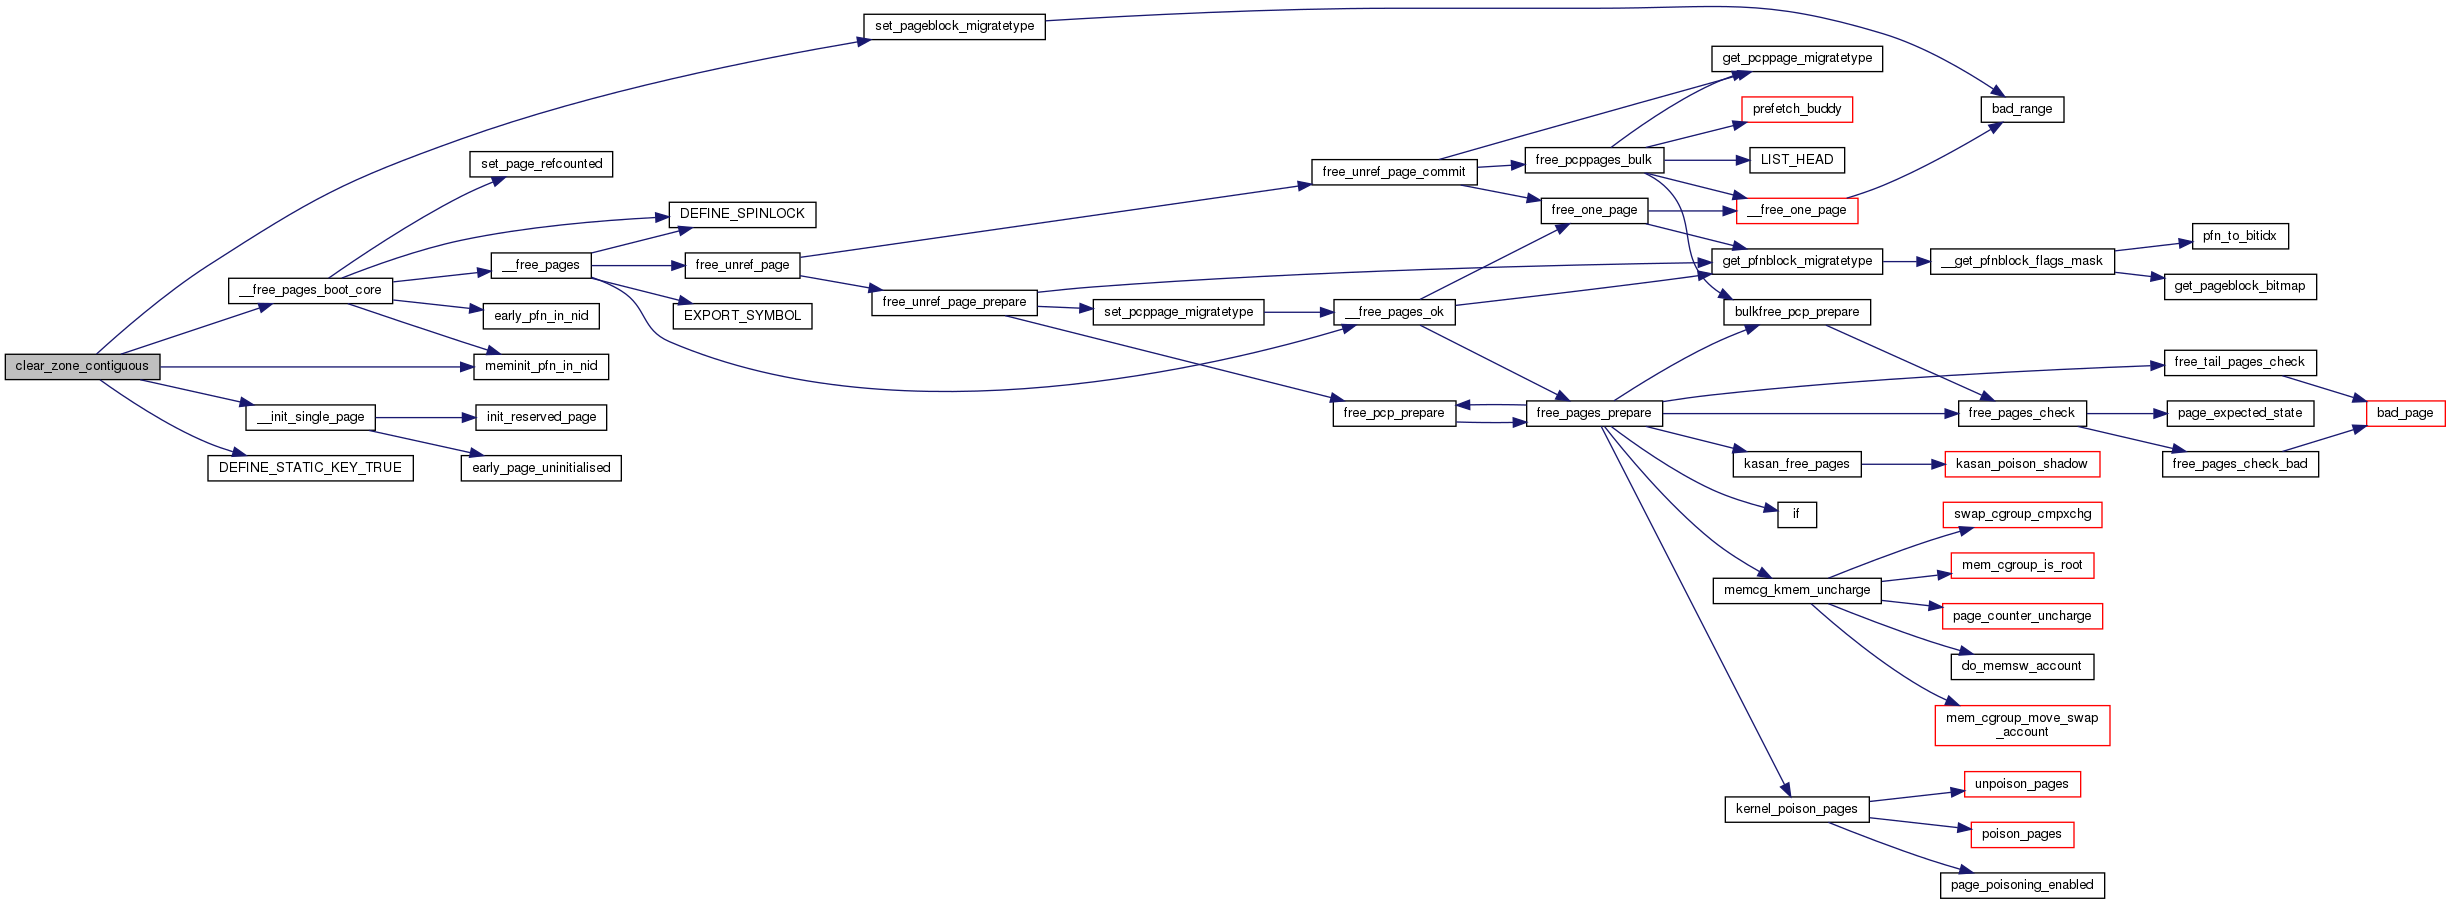 set_pageblock_migratetype
get_pcppage_migratetype
prefetch_buddy
bad_range
set_page_refcounted
free_pcppages_bulk
LIST_HEAD
free_unref_page_commit
DEFINE_SPINLOCK
free_one_page
__free_one_page
pfn_to_bitidx
__free_pages
free_unref_page
get_pfnblock_migratetype
__get_pfnblock_flags_mask
get_pageblock_bitmap
__free_pages_boot_core
free_unref_page_prepare
early_pfn_in_nid
EXPORT_SYMBOL
set_pcppage_migratetype
__free_pages_ok
bulkfree_pcp_prepare
clear_zone_contiguous
meminit_pfn_in_nid
free_tail_pages_check
__init_single_page
init_reserved_page
free_pcp_prepare
free_pages_prepare
free_pages_check
page_expected_state
bad_page
DEFINE_STATIC_KEY_TRUE
early_page_uninitialised
kasan_free_pages
kasan_poison_shadow
free_pages_check_bad
if
swap_cgroup_cmpxchg
mem_cgroup_is_root
memcg_kmem_uncharge
page_counter_uncharge
do_memsw_account
mem_cgroup_move_swap
_account
unpoison_pages
kernel_poison_pages
poison_pages
page_poisoning_enabled